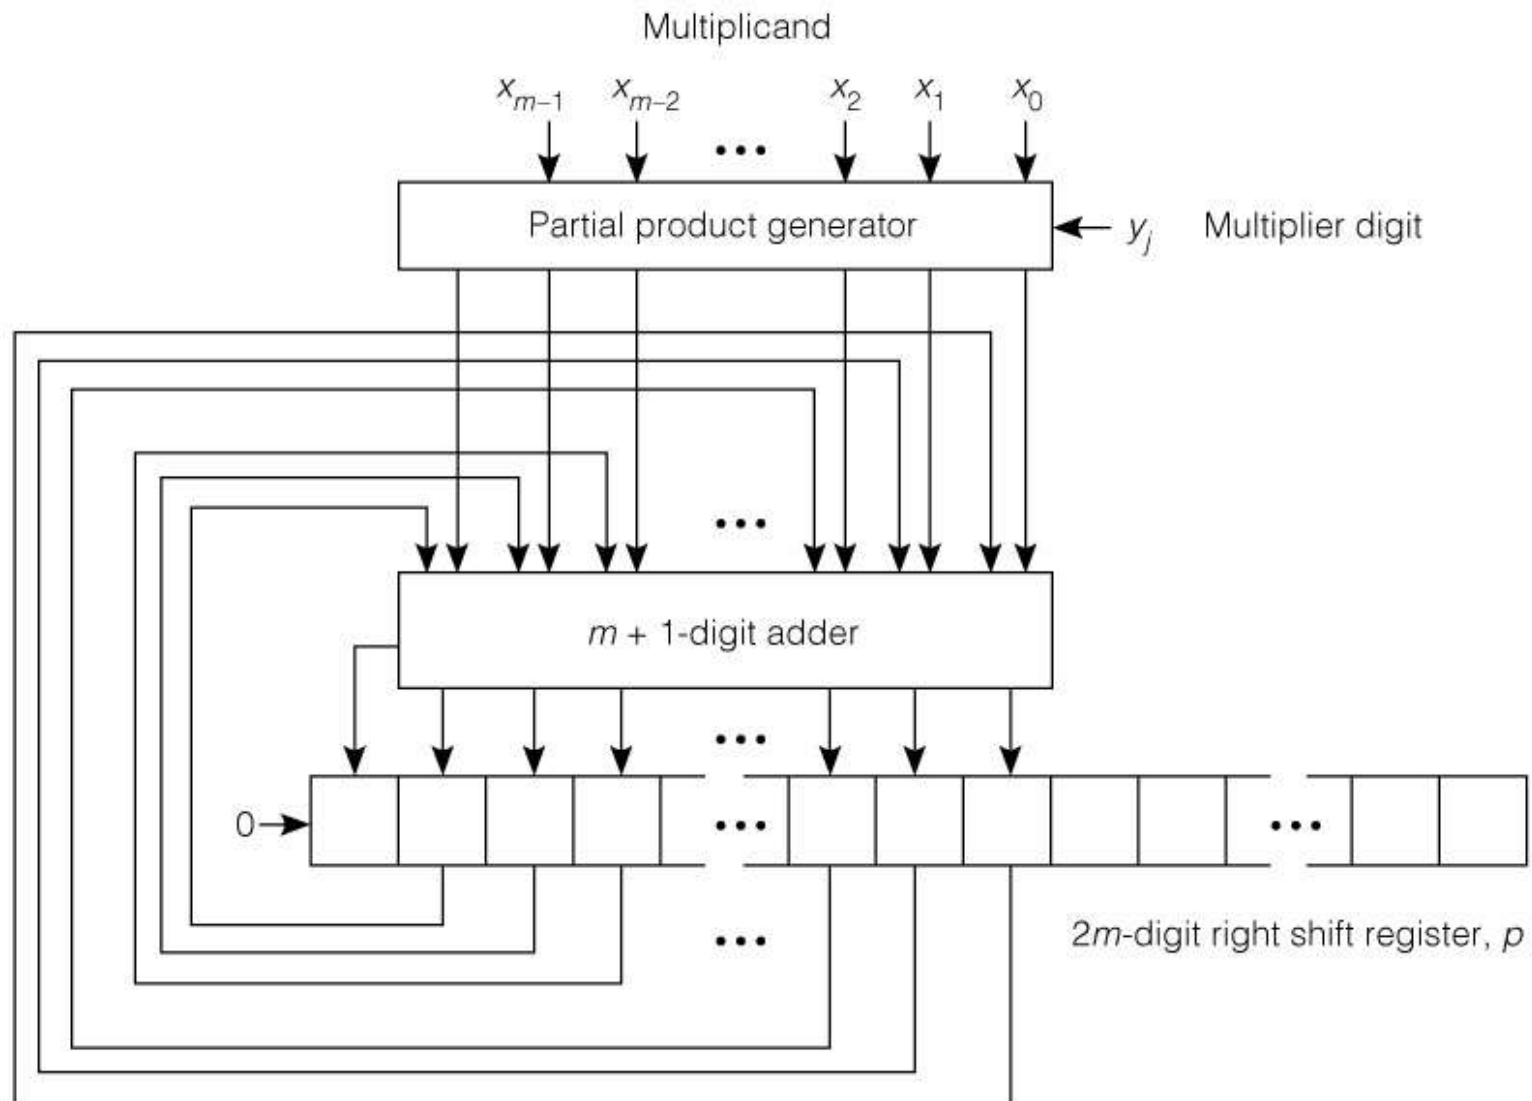 Multiplicand
x_{m–1} x_{m–2} ••• x_2 x_1 x_0
Partial product generator
y_j Multiplier digit
•••
m + 1-digit adder
•••
0 ••• •••
2m-digit right shift register, p
•••